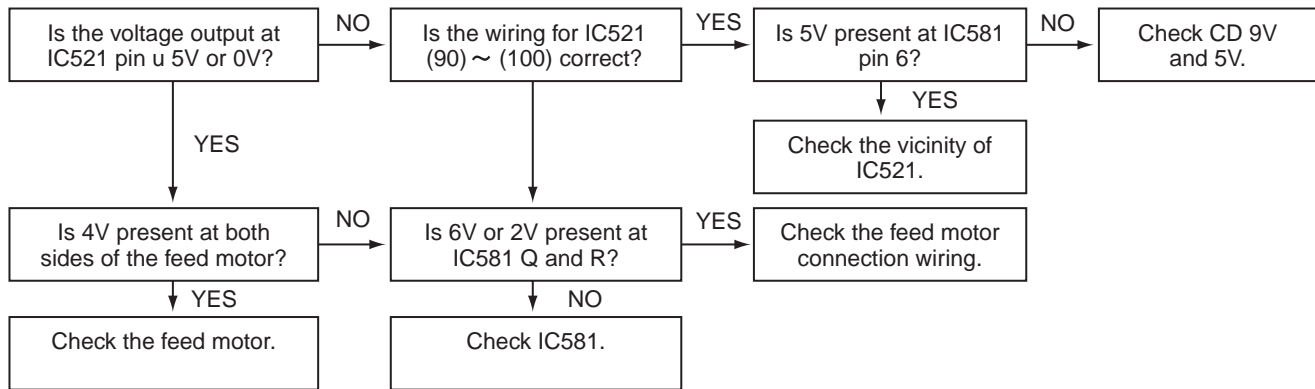 Is the voltage output at
IC521 pin u 5V or 0V?
NO
Is the wiring for IC521
(90) ~ (100) correct?
YES
Is 5V present at IC581
pin 6?
NO
Check CD 9V
and 5V.
YES
YES
Check the vicinity of
IC521.
Is 4V present at both
sides of the feed motor?
NO
Is 6V or 2V present at
IC581 Q and R?
YES
Check the feed motor
connection wiring.
YES
NO
Check the feed motor.
Check IC581.